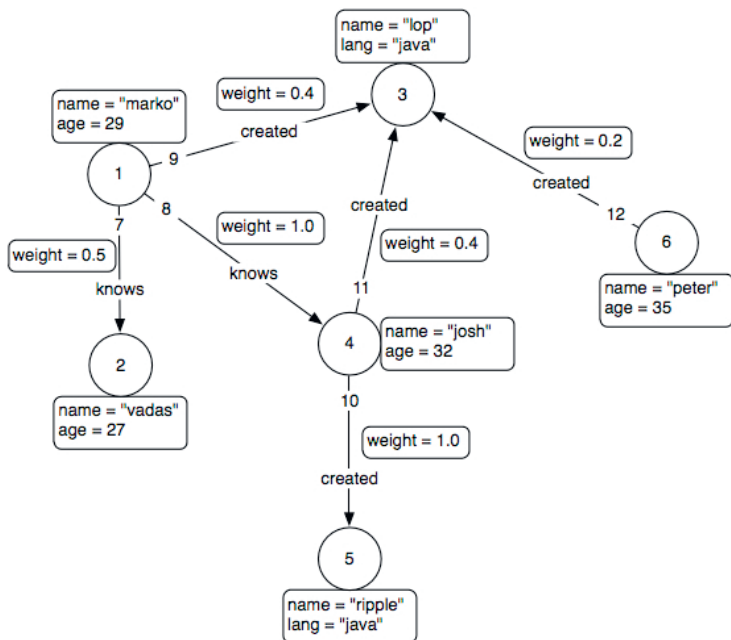 name = "lop"
lang = "java"
3
weight = 0.4
name = "marko"
age = 29
created
9
1
8
7
weight = 0.2
created
12
6
name = "peter"
age = 35
created
weight = 1.0
weight = 0.4
weight = 0.5
knows
knows
11
4
name = "josh"
age = 32
2
name = "vadas"
age = 27
10
weight = 1.0
created
5
name = "ripple"
lang = "java"